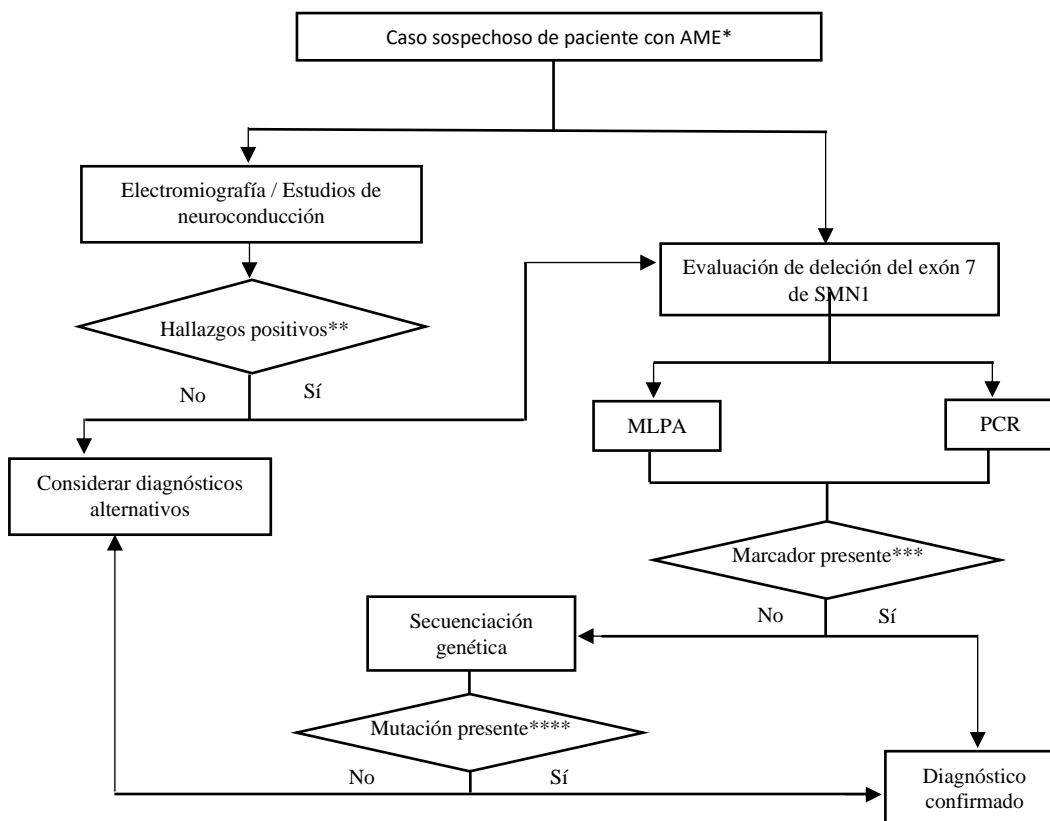 Caso sospechoso de paciente con AME*
Electromiografía / Estudios de
neuroconducción
Evaluación de deleción del exón 7
de SMN1
Hallazgos positivos**
No
Sí
MLPA
PCR
Considerar diagnósticos
alternativos
Marcador presente***
No
Sí
Secuenciación
genética
Mutación presente****
No
Sí
Diagnóstico
confirmado